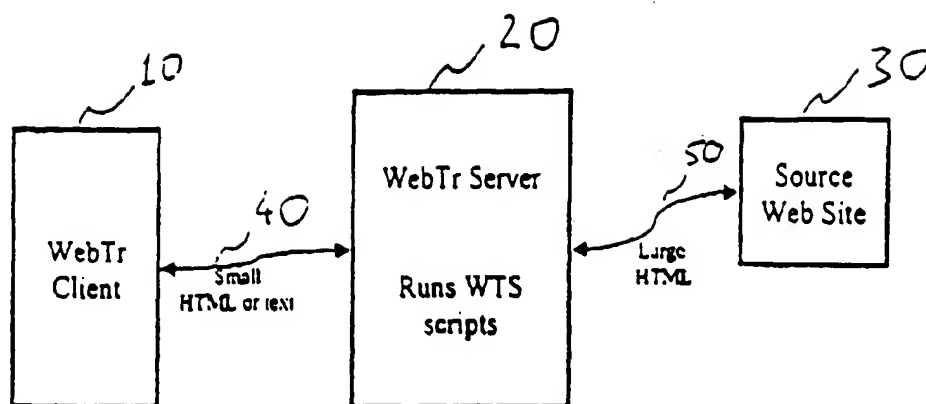 10
20
30
WebTr
Client
40
Small
HTML or text
WebTr Server
Runs WTS
scripts
50
Large
HTML
Source
Web Site